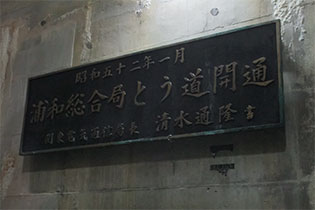 昭和五十二年一月
浦和総合局とう道開通
関東電気通信局長 清水通隆書